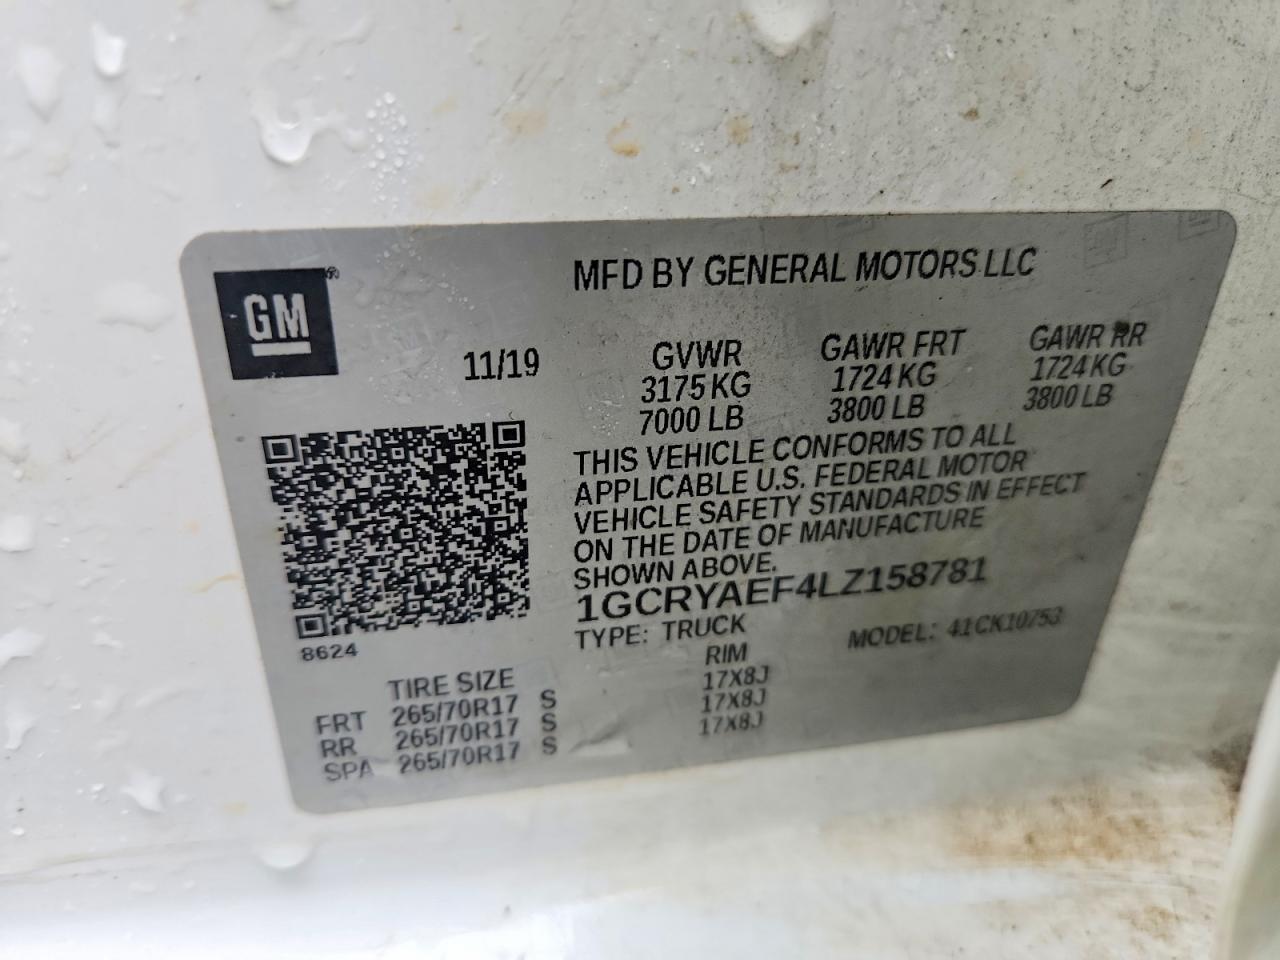 GM ®
MFD BY GENERAL MOTORS LLC
11/19
GVWR GAWR FRT GAWR RR
3175 KG 1724 KG 1724 KG
7000 LB 3800 LB 3800 LB
THIS VEHICLE CONFORMS TO ALL
APPLICABLE U.S. FEDERAL MOTOR
VEHICLE SAFETY STANDARDS IN EFFECT
ON THE DATE OF MANUFACTURE
SHOWN ABOVE.
1GCRYAEF4LZ158781
TYPE: TRUCK MODEL: 41CK10753
8624
TIRE SIZE RIM
FRT 265/70R17 S 17X8J
RR 265/70R17 S 17X8J
SPA 265/70R17 S 17X8J